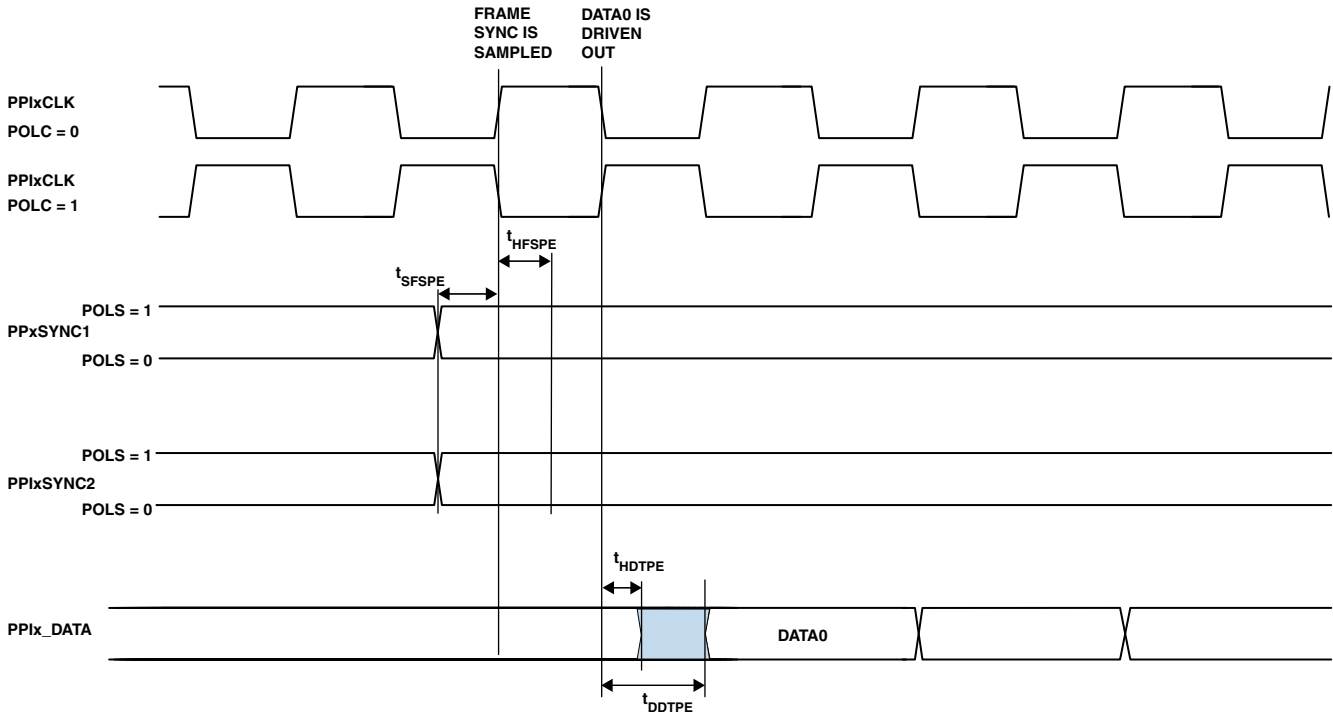 FRAME
SYNC IS
SAMPLED
DATA0 IS
DRIVEN
OUT
PPIxCLK
POLC = 0
PPIxCLK
POLC = 1
tHFSPE
tSFSPE
POLS = 1
PPxSYNC1
POLS = 0
POLS = 1
PPIxSYNC2
POLS = 0
tHDTPE
PPIx_DATA
DATA0
tDDTPE